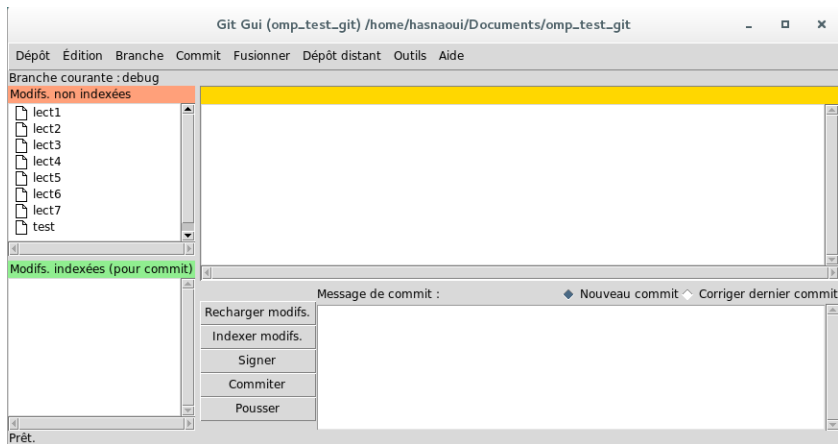 Git Gui (omp_test_git) /home/hasnaoui/Documents/omp_test_git
Dépôt Édition Branche Commit Fusionner Dépôt distant Outils Aide
Branche courante : debug
Modifs. non indexées
lect1
lect2
lect3
lect4
lect5
lect6
lect7
test
Modifs. indexées (pour commit)
Message de commit :
Nouveau commit
Corriger dernier commit
Recharger modifs.
Indexer modifs.
Signer
Commiter
Pousser
Prêt.